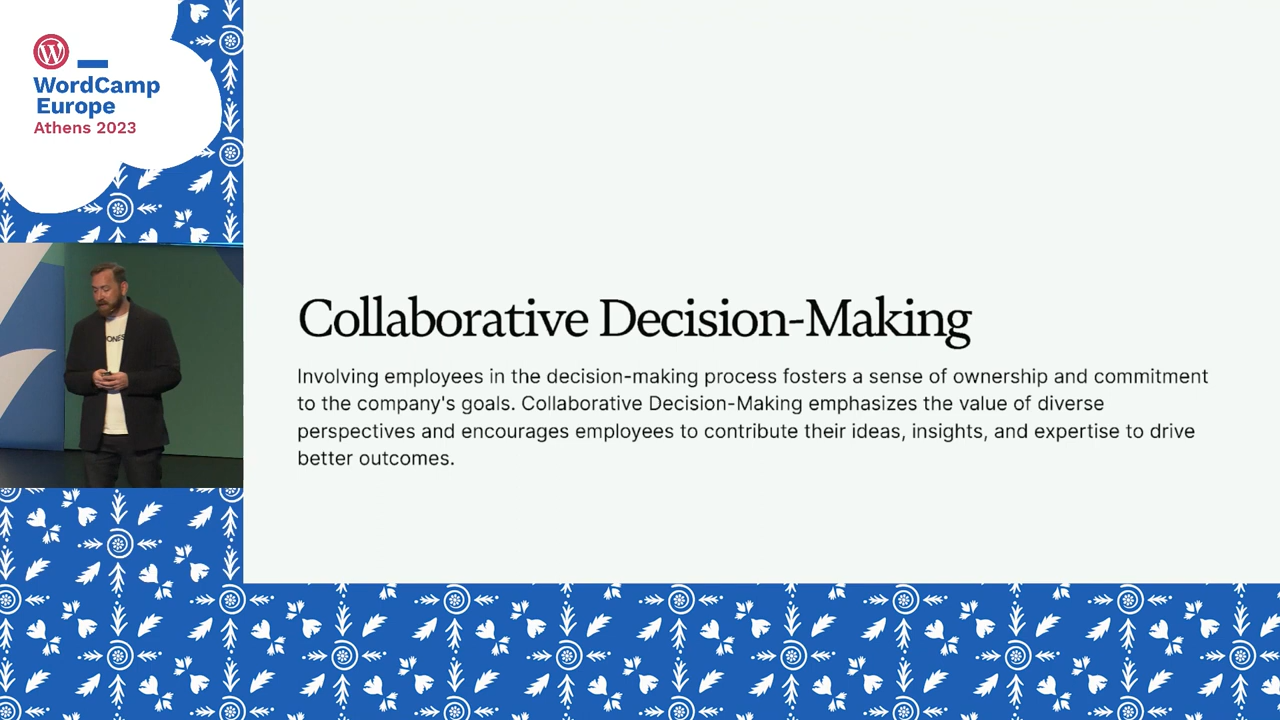 WordCamp
Europe
Athens 2023
Collaborative Decision-Making
Involving employees in the decision-making process fosters a sense of ownership and commitment
to the company's goals. Collaborative Decision-Making emphasizes the value of diverse
perspectives and encourages employees to contribute their ideas, insights, and expertise to drive
better outcomes.